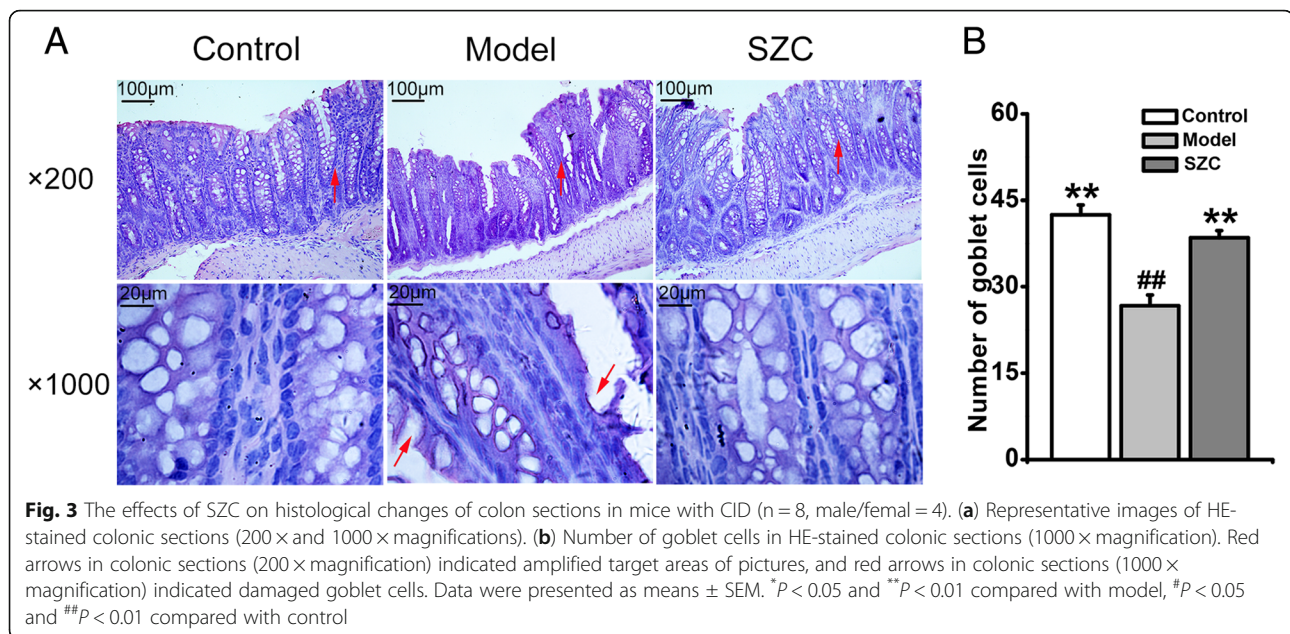 A
Control
Model
SZC
100μm
100μm
100μm
×200
20μm
20μm
20μm
×1000
B
Number of goblet cells
60
45
30
15
0
Control
Model
SZC
**
##
**
Fig. 3 The effects of SZC on histological changes of colon sections in mice with CID (n = 8, male/femal = 4). (a) Representative images of HE-
stained colonic sections (200 × and 1000 × magnifications). (b) Number of goblet cells in HE-stained colonic sections (1000 × magnification). Red
arrows in colonic sections (200 × magnification) indicated amplified target areas of pictures, and red arrows in colonic sections (1000 ×
magnification) indicated damaged goblet cells. Data were presented as means ± SEM. *P < 0.05 and **P < 0.01 compared with model, #P < 0.05
and ##P < 0.01 compared with control